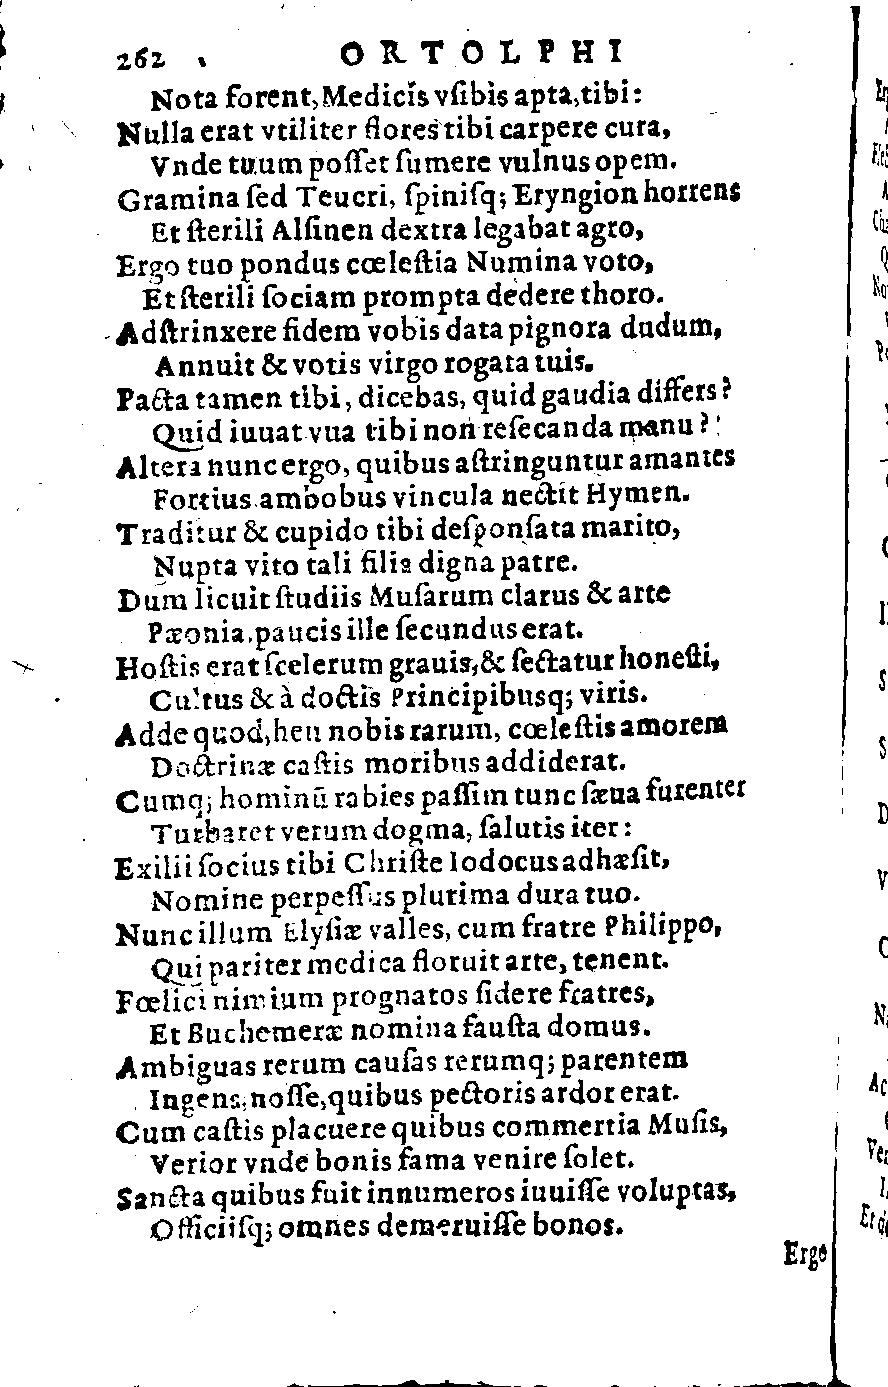 262 ORTOLPHI
Nota forent, Medicis vſibis apta, tibi:
Nulla erat vtiliter flores tibi carpere cura,
Vnde tuum poſſet ſumere vulnus opem.
Gramina ſed Teucri, ſpiniſq; Eryngion horrens
Et ſterili Alſinen dextra legabat agro,
Ergo tuo pondus cœleſtia Numina voto,
Et ſterili ſociam prompta dedere thoro.
Adſtrinxere fidem vobis data pignora dudum,
Annuit & votis virgo rogata tuis.
Pacta tamen tibi, dicebas, quid gaudia differs?
Quid iuuat vua tibi non reſecanda manu?
Altera nunc ergo, quibus aſtringuntur amantes
Fortius ambobus vincula nectit Hymen.
Traditur & cupido tibi deſponſata marito,
Nupta vito tali filia digna patre.
Dum licuit ſtudiis Muſarum clarus & arte
Pæonia, paucis ille ſecundus erat.
Hoſtis erat ſcelerum grauis, & ſectatur honeſti,
Cultus & à doctis Principibusq; viris.
Adde quod, heu nobis rarum, cœleſtis amorem
Doctrinæ caſtis moribus addiderat.
Cumq; hominū rabies paſſim tunc ſæua furenter
Turbaret verum dogma, ſalutis iter:
Exilii ſocius tibi Chriſte Iodocus adhæſit,
Nomine perpeſſus plurima dura tuo.
Nunc illum Elyſiæ valles, cum fratre Philippo,
Qui pariter medica floruit arte, tenent.
Fœlici nimium prognatos ſidere fratres,
Et Buchemeræ nomina fauſta domus.
Ambiguas rerum cauſas rerumq; parentem
Ingens, noſſe, quibus pectoris ardor erat.
Cum caſtis placuere quibus commertia Muſis,
Verior vnde bonis fama venire ſolet.
Sancta quibus fuit innumeros iuuiſſe voluptas,
Officiiſq; omnes demeruiſſe bonos.
Ergo